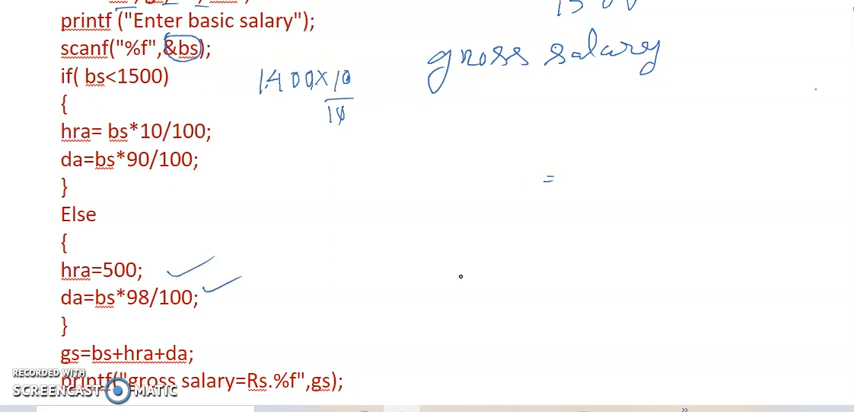 printf ("Enter basic salary");
scanf("%f",&bs);
gross salary
if( bs<1500)
1400×10
{
hra= bs*10/100;
da=bs*90/100;
}
=
Else
{
hra=500;
da=bs*98/100;
}
gs=bs+hra+da;
RECORDED WITH
SCREENCAST MATIC
printf("gross salary=Rs.%f",gs);